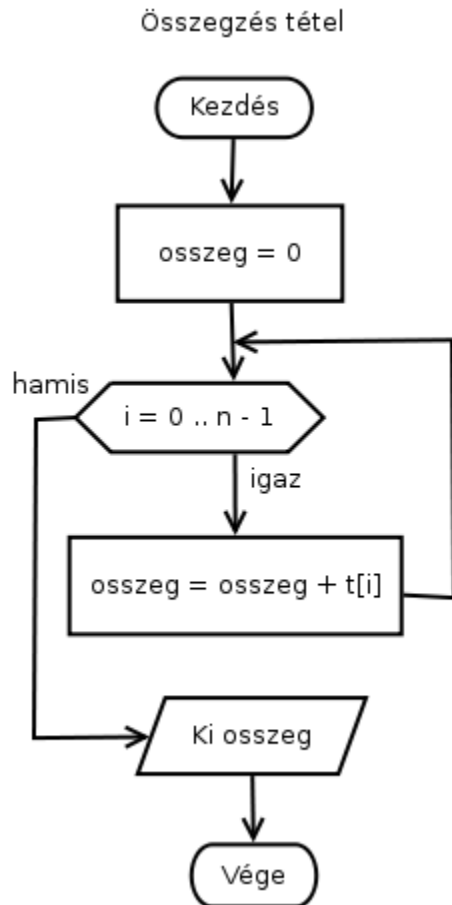 Összegzés tétel
Kezdés
osszeg = 0
hamis
i = 0 .. n - 1
igaz
osszeg = osszeg + t[i]
Ki osszeg
Vége